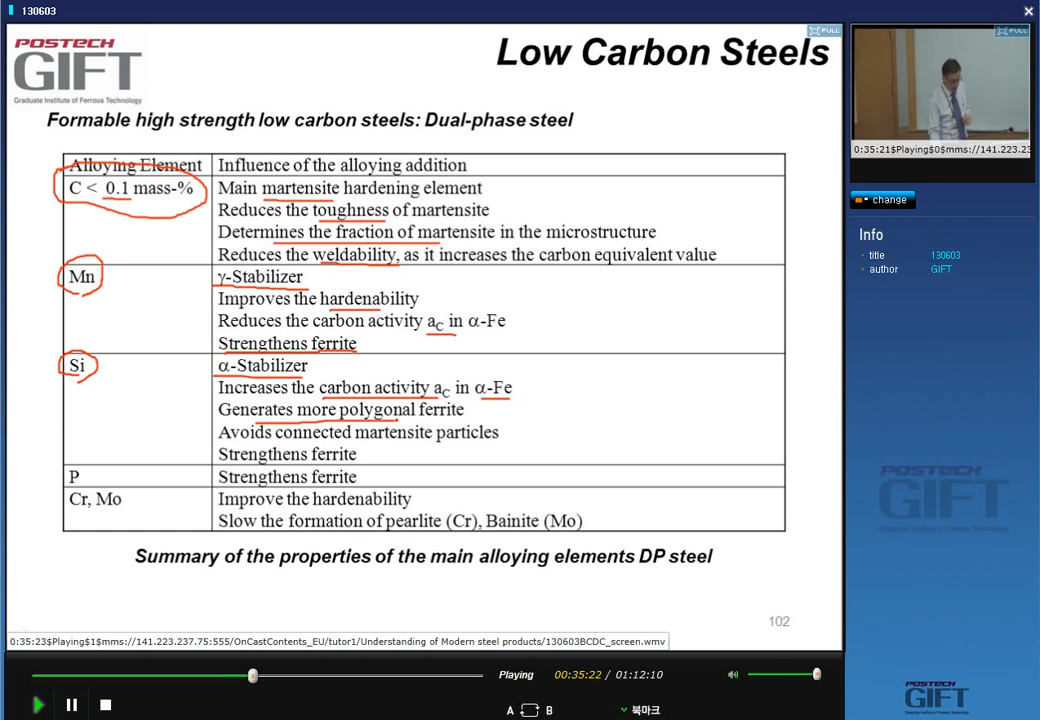 130603
POSTECH
GIFT
Graduate Institute of Ferrous Technology
Low Carbon Steels
FULL
Formable high strength low carbon steels: Dual-phase steel
Alloying Element Influence of the alloying addition
C < 0.1 mass-% Main martensite hardening element
Reduces the toughness of martensite
Determines the fraction of martensite in the microstructure
Reduces the weldability, as it increases the carbon equivalent value
Mn γ-Stabilizer
Improves the hardenability
Reduces the carbon activity aC in α-Fe
Strengthens ferrite
Si α-Stabilizer
Increases the carbon activity aC in α-Fe
Generates more polygonal ferrite
Avoids connected martensite particles
Strengthens ferrite
P Strengthens ferrite
Cr, Mo Improve the hardenability
Slow the formation of pearlite (Cr), Bainite (Mo)
Summary of the properties of the main alloying elements DP steel
102
0:35:23$Playing$1$mms://141.223.237.75:555/OnCastContents_EU/tutor1/Understanding of Modern steel products/130603BCDC_screen.wmv
Playing 00:35:22 / 01:12:10
A B 북마크
FULL
0:35:21$Playing$0$mms://141.223.23
change
Info
title 130603
author GIFT
POSTECH
GIFT
POSTECH
GIFT